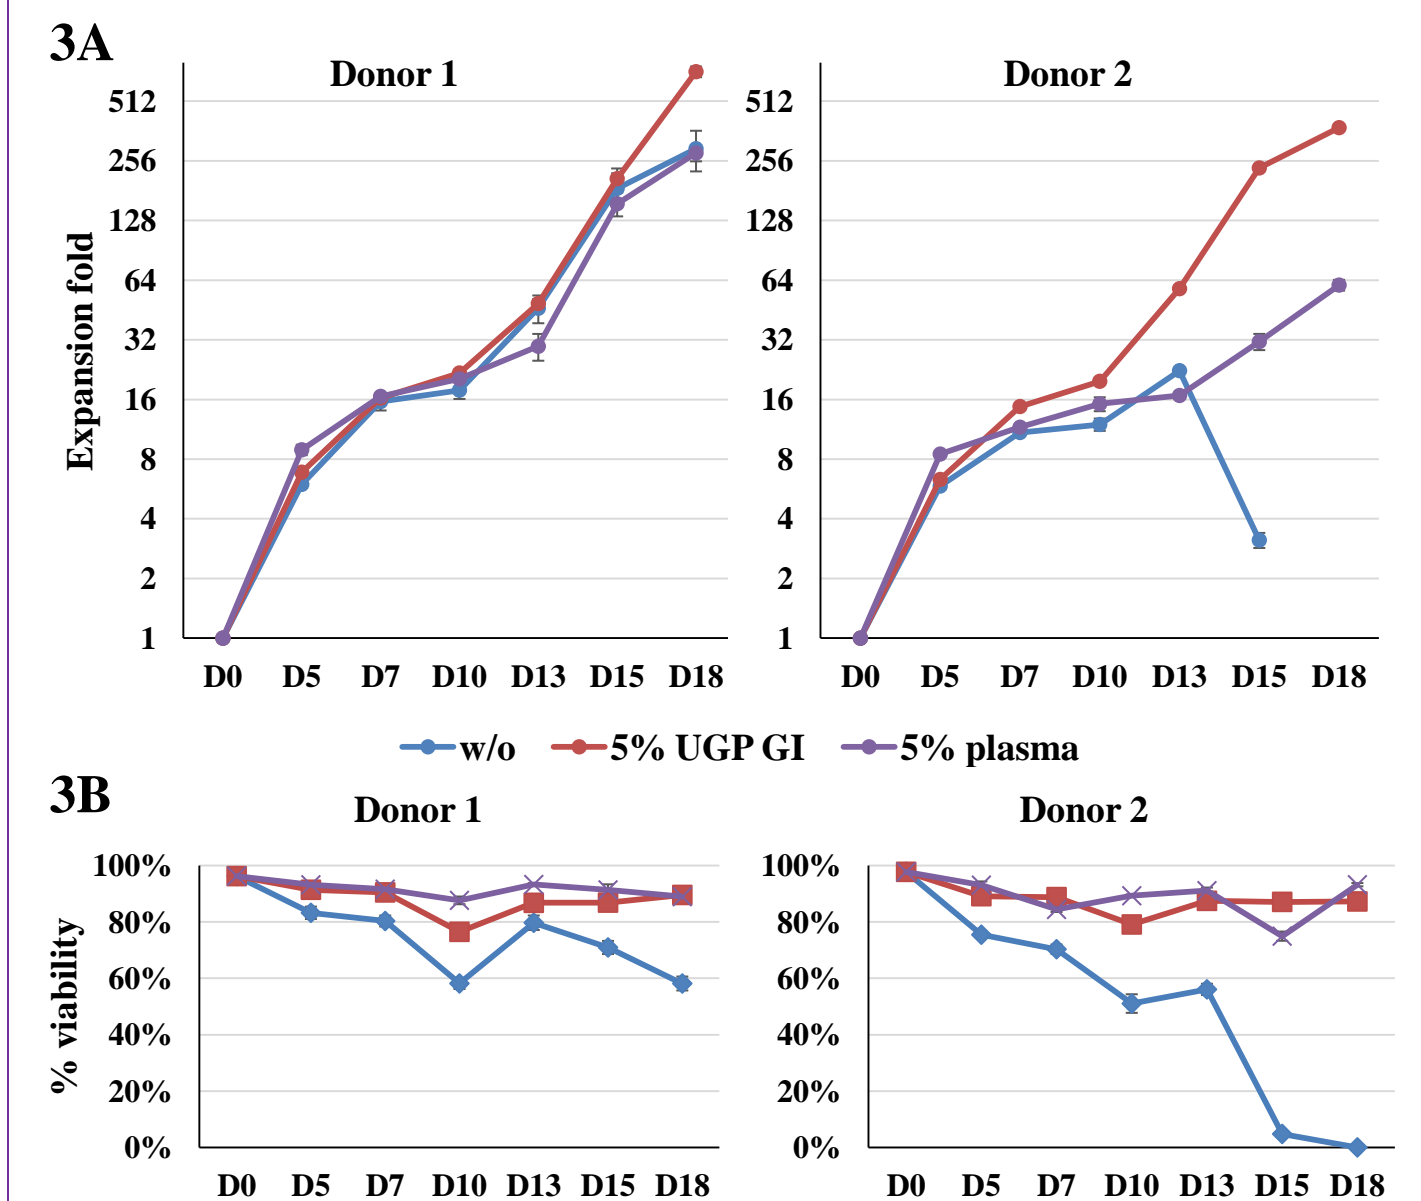 3A
Donor 1
Donor 2
Expansion fold
512
256
128
64
32
16
8
4
2
1
D0 D5 D7 D10 D13 D15 D18
512
256
128
64
32
16
8
4
2
1
D0 D5 D7 D10 D13 D15 D18
w/o 5% UGP GI 5% plasma
3B
Donor 1
Donor 2
% viability
100%
80%
60%
40%
20%
0%
D0 D5 D7 D10 D13 D15 D18
100%
80%
60%
40%
20%
0%
D0 D5 D7 D10 D13 D15 D18